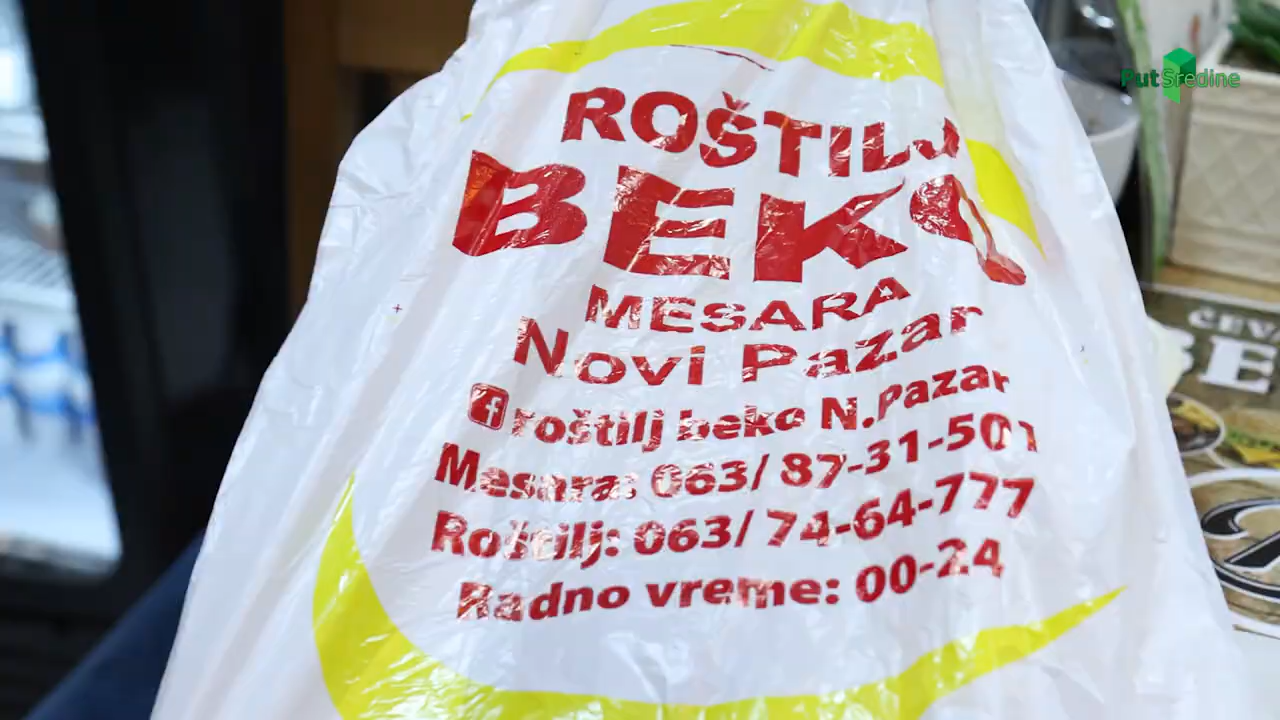 PutSredine
ROŠTILJ
BEKO
MESARA
Novi Pazar
roštilj beko N.Pazar
Mesara: 063/ 87-31-501
Roštilj: 063/ 74-64-777
Radno vreme: 00-24